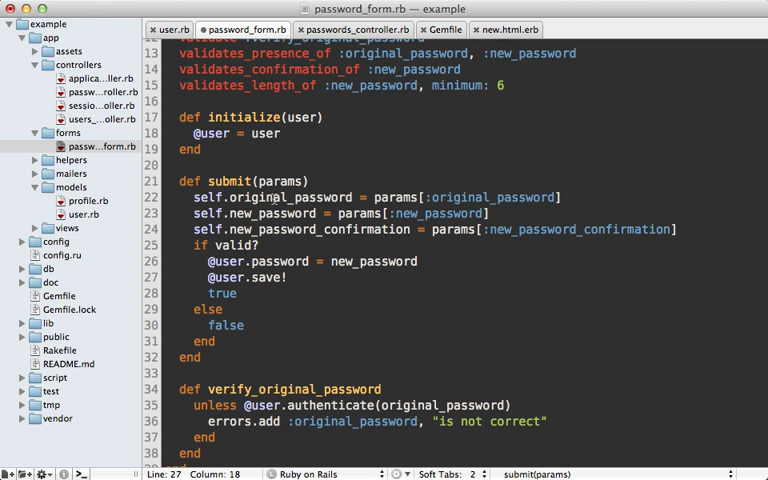 password_form.rb — example
example
app
assets
controllers
applica...ller.rb
passw...roller.rb
sessio...oller.rb
users_...oller.rb
forms
passw...form.rb
helpers
mailers
models
profile.rb
user.rb
views
config
config.ru
db
doc
Gemfile
Gemfile.lock
lib
public
Rakefile
README.md
script
test
tmp
vendor
user.rb password_form.rb passwords_controller.rb Gemfile new.html.erb
validate :verify_original_password
13 validates_presence_of :original_password, :new_password
14 validates_confirmation_of :new_password
15 validates_length_of :new_password, minimum: 6
16
17 def initialize(user)
18 @user = user
19 end
20
21 def submit(params)
22 self.original_password = params[:original_password]
23 self.new_password = params[:new_password]
24 self.new_password_confirmation = params[:new_password_confirmation]
25 if valid?
26 @user.password = new_password
27 @user.save!
28 true
29 else
30 false
31 end
32 end
33
34 def verify_original_password
35 unless @user.authenticate(original_password)
36 errors.add :original_password, "is not correct"
37 end
38 end
Line: 27 Column: 18 Ruby on Rails Soft Tabs: 2 submit(params)